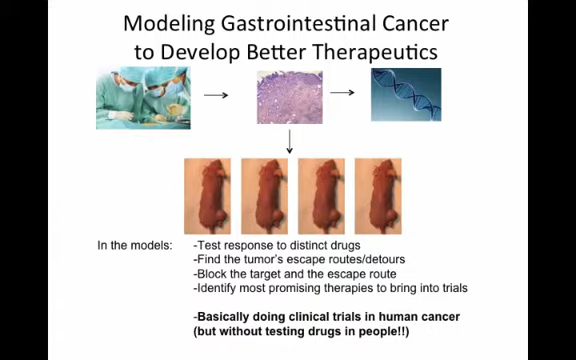 Modeling Gastrointestinal Cancer
to Develop Better Therapeutics
In the models:
-Test response to distinct drugs
-Find the tumor's escape routes/detours
-Block the target and the escape route
-Identify most promising therapies to bring into trials
-Basically doing clinical trials in human cancer
(but without testing drugs in people!!)